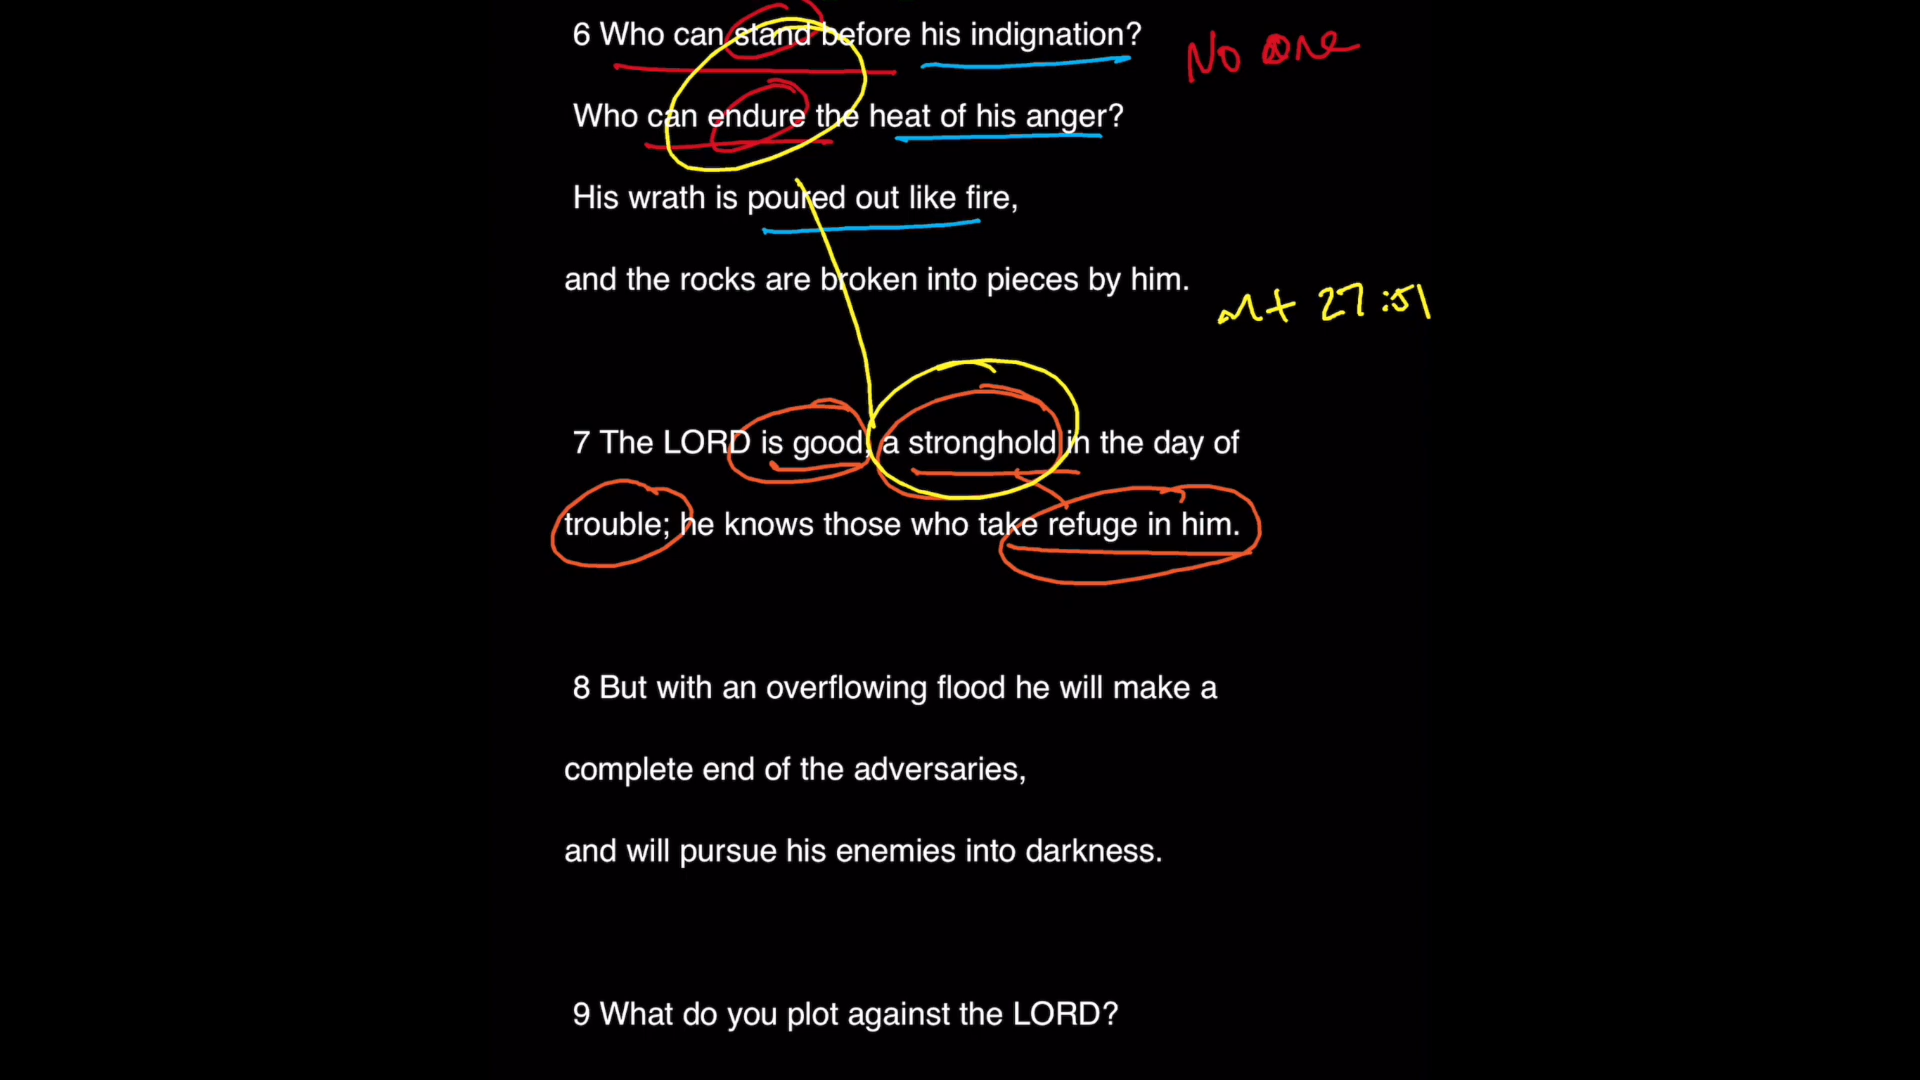 6 Who can stand before his indignation? No one
Who can endure the heat of his anger?
His wrath is poured out like fire,
and the rocks are broken into pieces by him.
Mt 27:51
7 The LORD is good, a stronghold in the day of
trouble; he knows those who take refuge in him.
8 But with an overflowing flood he will make a
complete end of the adversaries,
and will pursue his enemies into darkness.
9 What do you plot against the LORD?